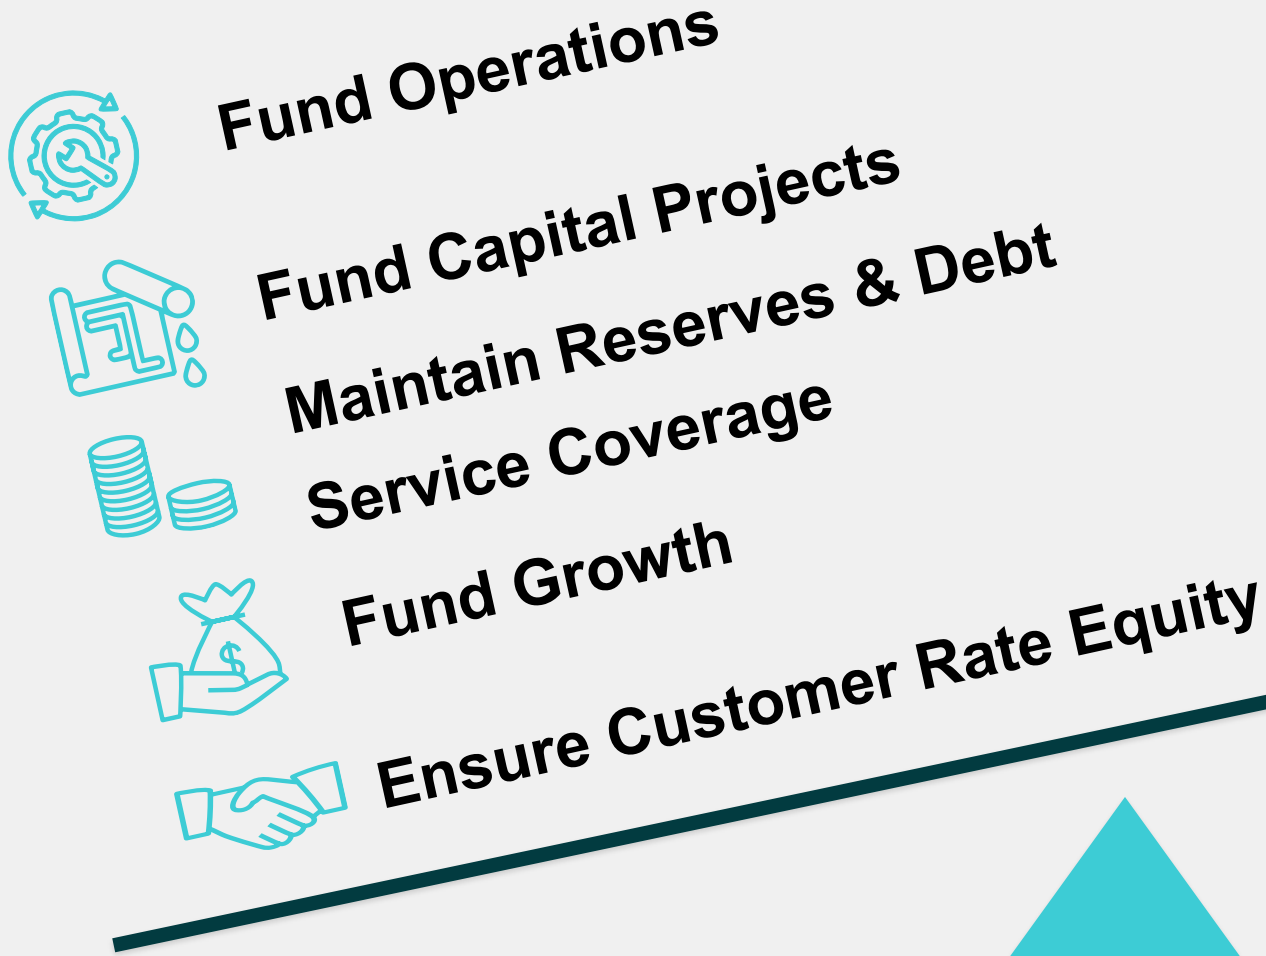 Fund Operations
Fund Capital Projects
Maintain Reserves & Debt
Service Coverage
Fund Growth
$
Ensure Customer Rate Equity